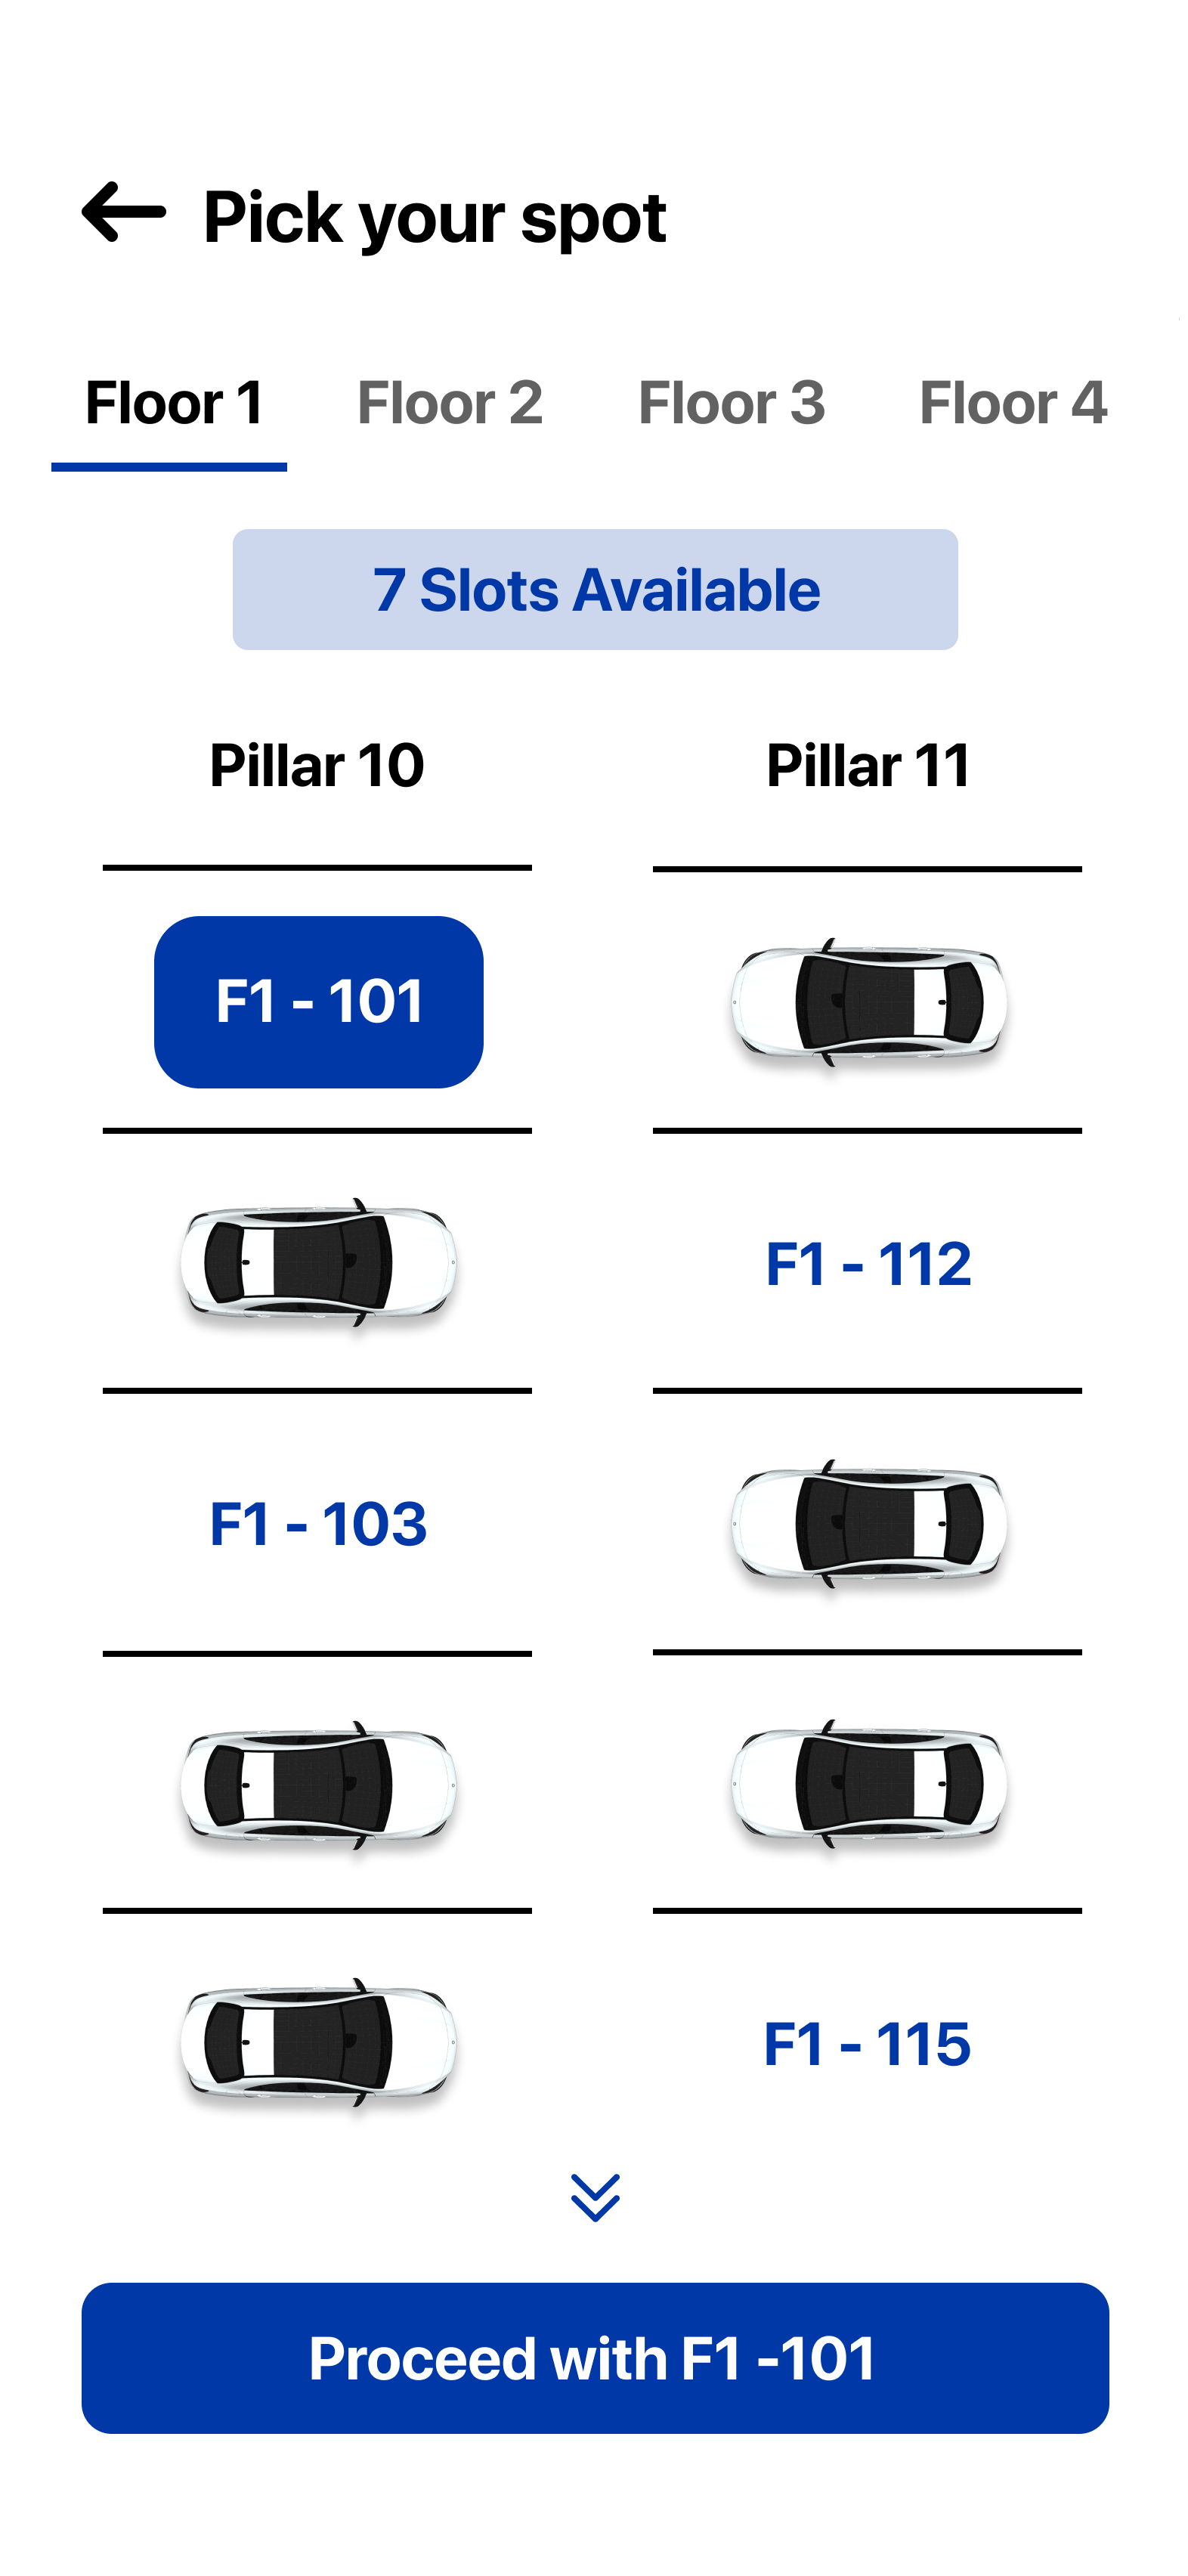 Pick your spot
Floor 1 Floor 2 Floor 3 Floor 4
7 Slots Available
Pillar 10 Pillar 11
F1 - 101
F1 - 112
F1 - 103
F1 - 115
Proceed with F1 -101